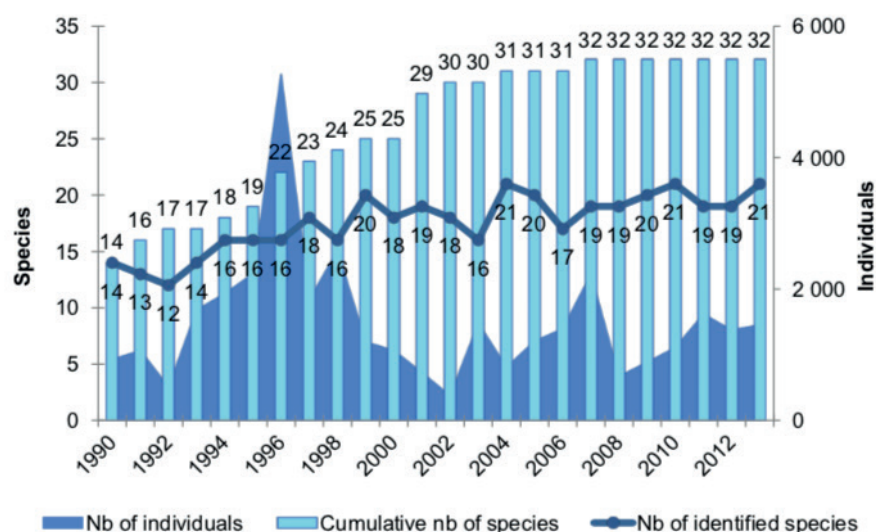 35
30
25
20
15
10
5
0
Species
6 000
4 000
2 000
0
Individuals
14 16 17 17 18 19 22 23 24 25 25 29 30 30 31 31 31 32 32 32 32 32 32 32
14 13 12 14 16 16 16 18 16 20 18 19 18 16 21 20 17 19 19 20 21 19 19 21
1990 1992 1994 1996 1998 2000 2002 2004 2006 2008 2010 2012
Nb of individuals Cumulative nb of species Nb of identified species